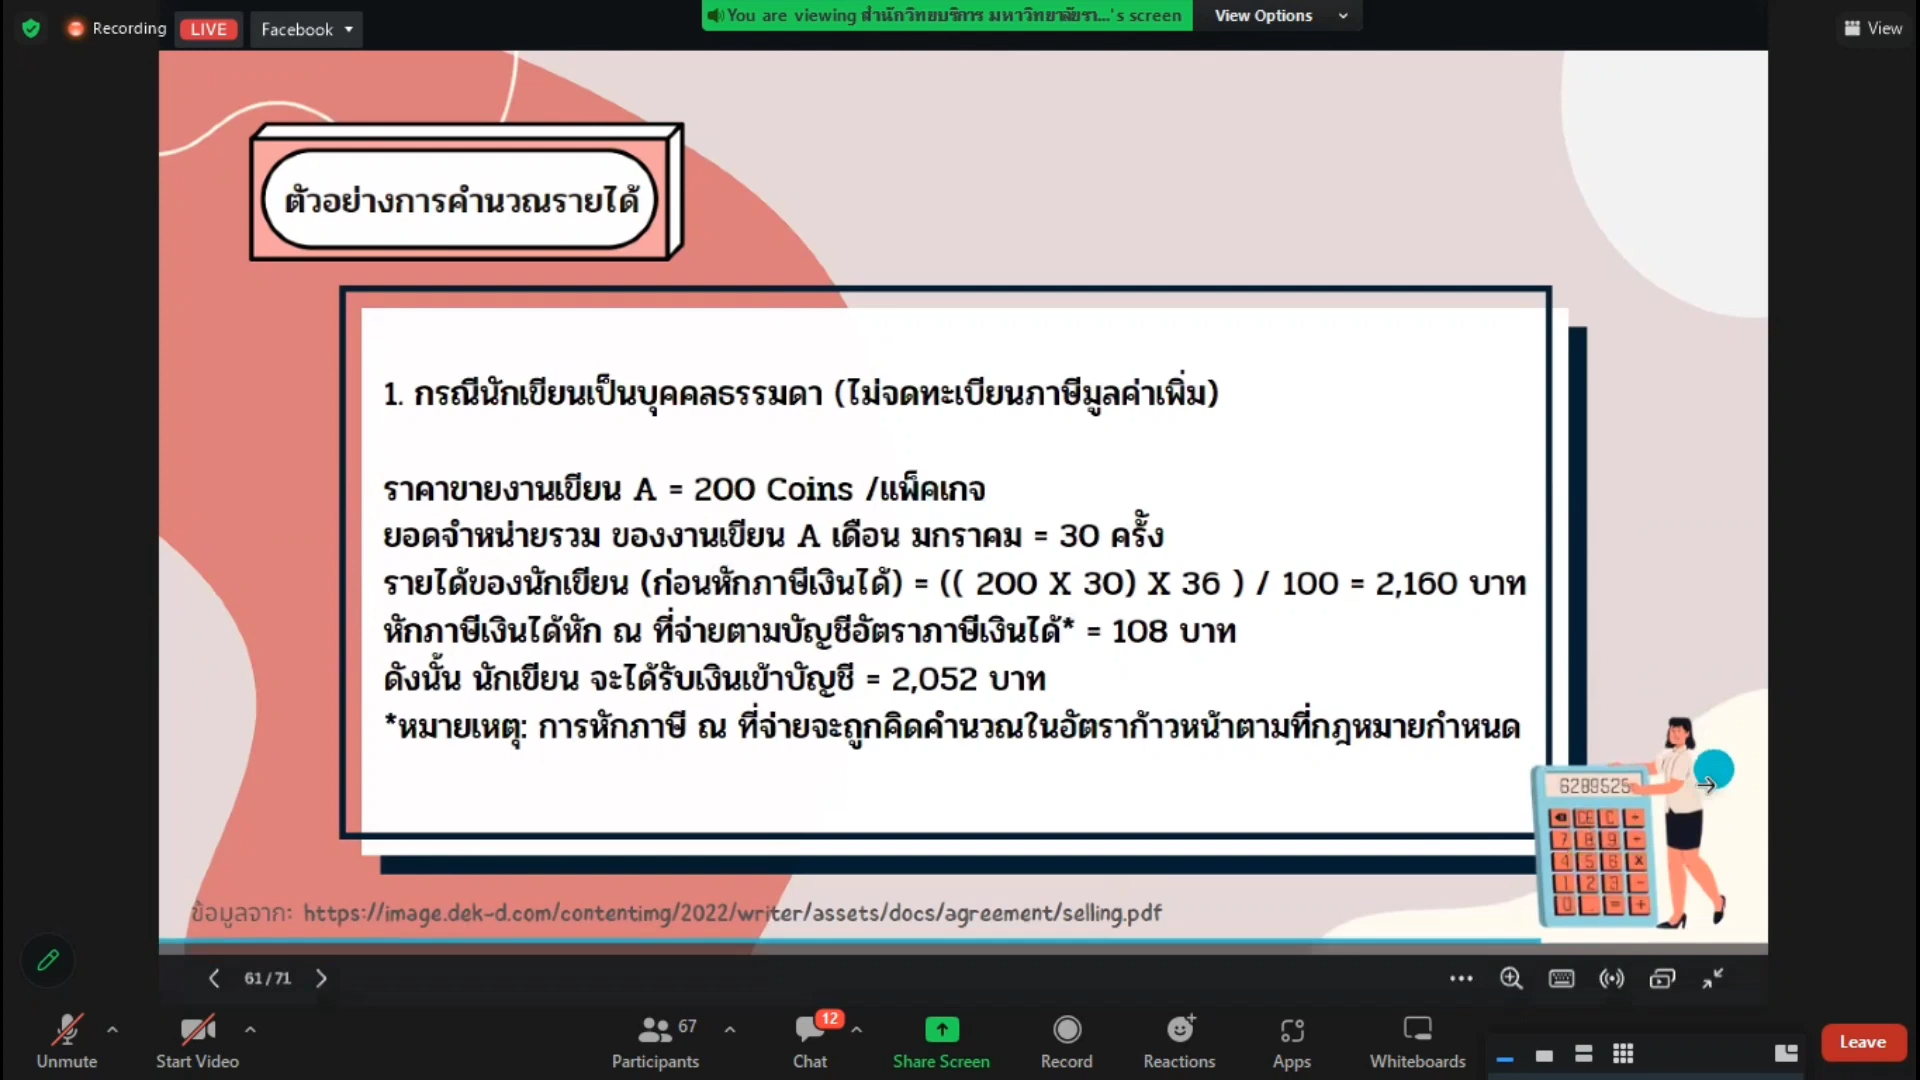 Recording
LIVE
Facebook
You are viewing สำนักวิทยบริการ มหาวิทยาลัยรา...'s screen
View Options
View
ตัวอย่างการคำนวณรายได้
1. กรณีนักเขียนเป็นบุคคลธรรมดา (ไม่จดทะเบียนภาษีมูลค่าเพิ่ม)
ราคาขายงานเขียน A = 200 Coins /แพ็คเกจ
ยอดจำหน่ายรวม ของงานเขียน A เดือน มกราคม = 30 ครั้ง
รายได้ของนักเขียน (ก่อนหักภาษีเงินได้) = (( 200 X 30) X 36 ) / 100 = 2,160 บาท
หักภาษีเงินได้หัก ณ ที่จ่ายตามบัญชีอัตราภาษีเงินได้* = 108 บาท
ดังนั้น นักเขียน จะได้รับเงินเข้าบัญชี = 2,052 บาท
*หมายเหตุ: การหักภาษี ณ ที่จ่ายจะถูกคิดคำนวณในอัตราก้าวหน้าตามที่กฎหมายกำหนด
6289525
CE C -
7 8 9 ÷
4 5 6 x
1 2 3 -
0 . = +
ข้อมูลจาก: https://image.dek-d.com/contentimg/2022/writer/assets/docs/agreement/selling.pdf
61/71
Unmute
Start Video
67
Participants
12
Chat
Share Screen
Record
Reactions
Apps
Whiteboards
Leave